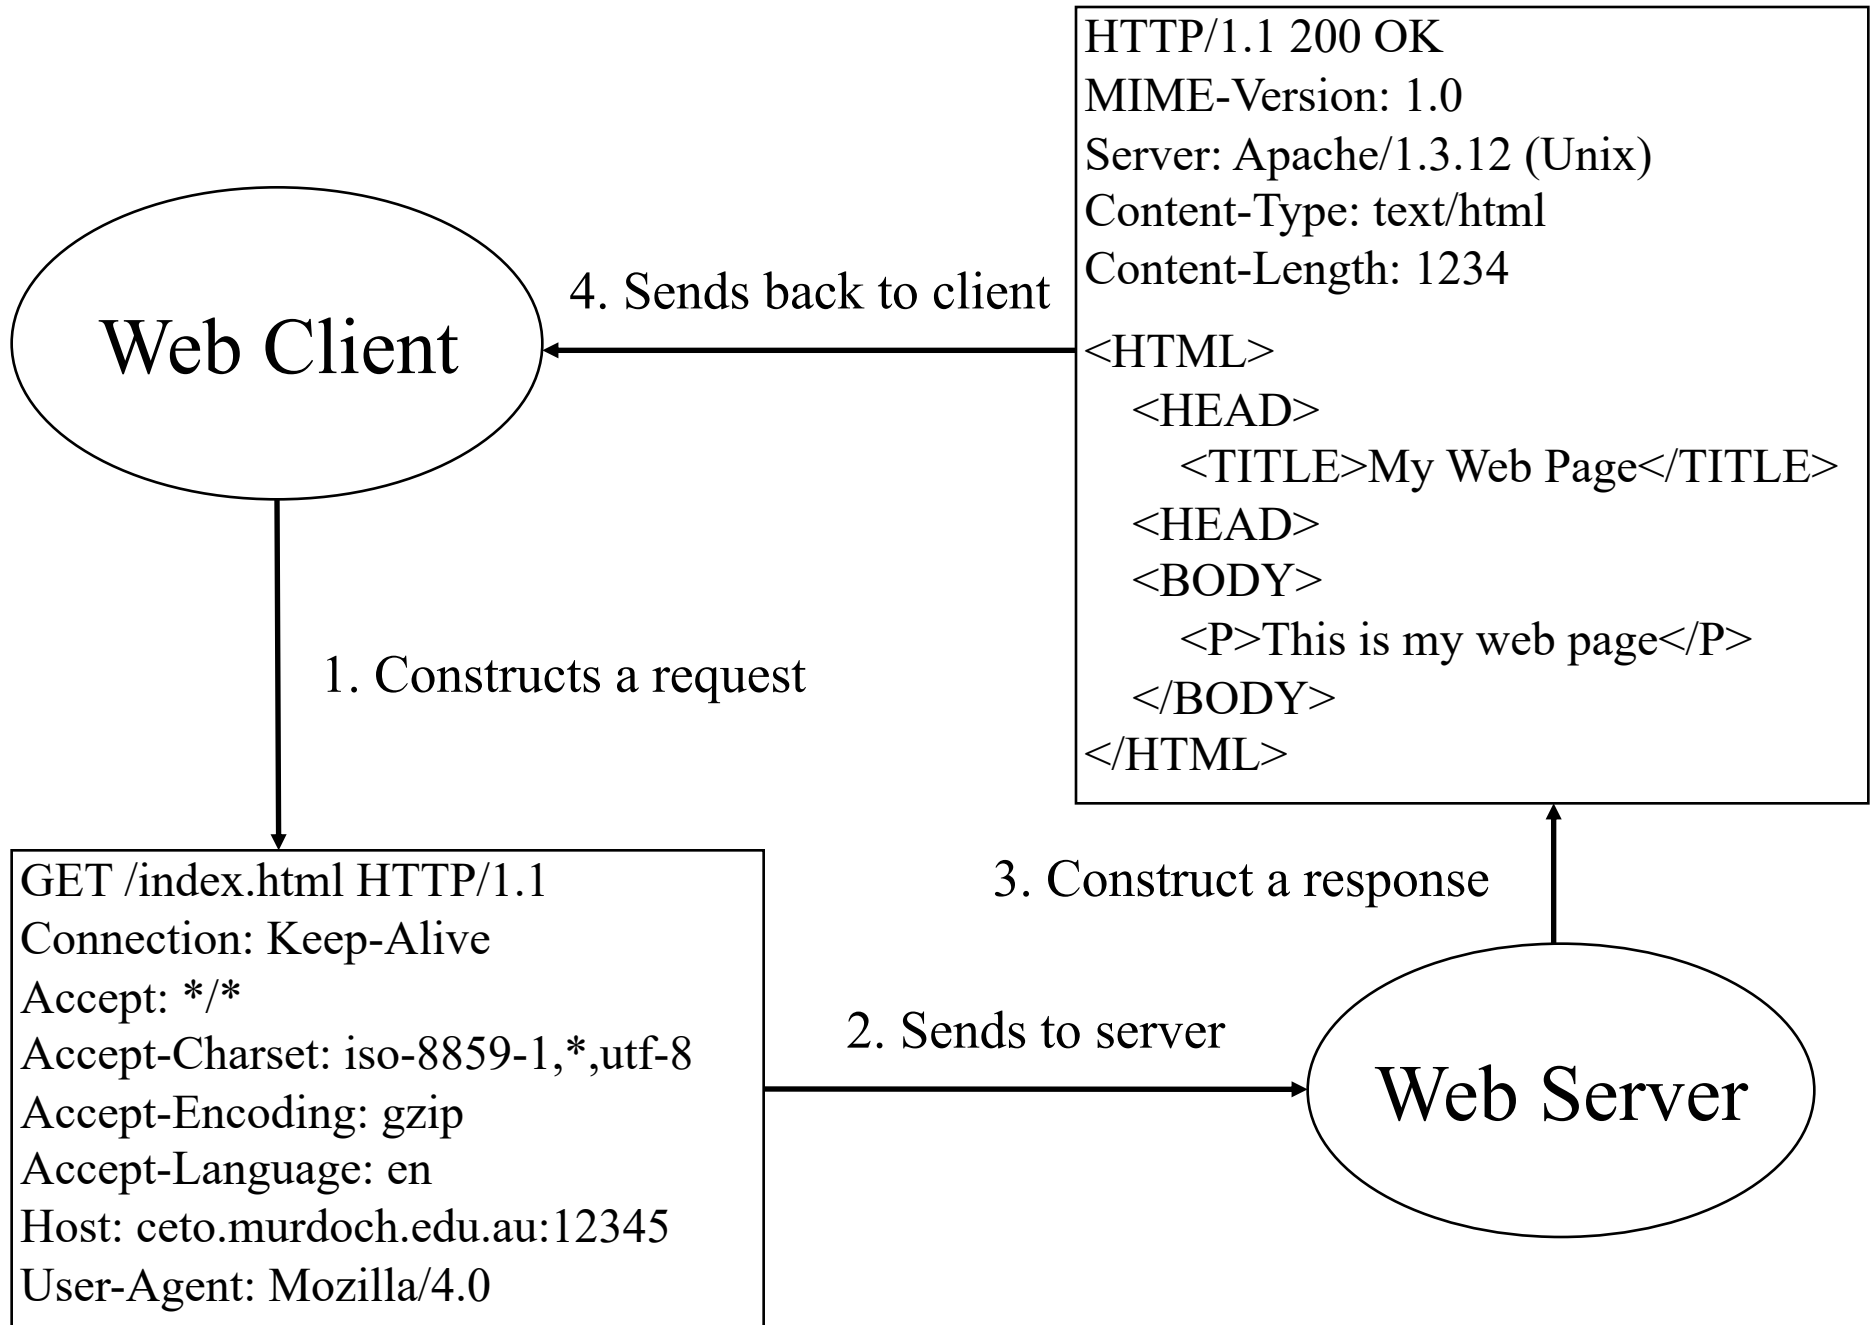 Web Client
1. Constructs a request
GET /index.html HTTP/1.1
Connection: Keep-Alive
Accept: */*
Accept-Charset: iso-8859-1,*,utf-8
Accept-Encoding: gzip
Accept-Language: en
Host: ceto.murdoch.edu.au:12345
User-Agent: Mozilla/4.0
2. Sends to server
Web Server
3. Construct a response
HTTP/1.1 200 OK
MIME-Version: 1.0
Server: Apache/1.3.12 (Unix)
Content-Type: text/html
Content-Length: 1234
<HTML>
<HEAD>
<TITLE>My Web Page</TITLE>
<HEAD>
<BODY>
<P>This is my web page</P>
</BODY>
</HTML>
4. Sends back to client